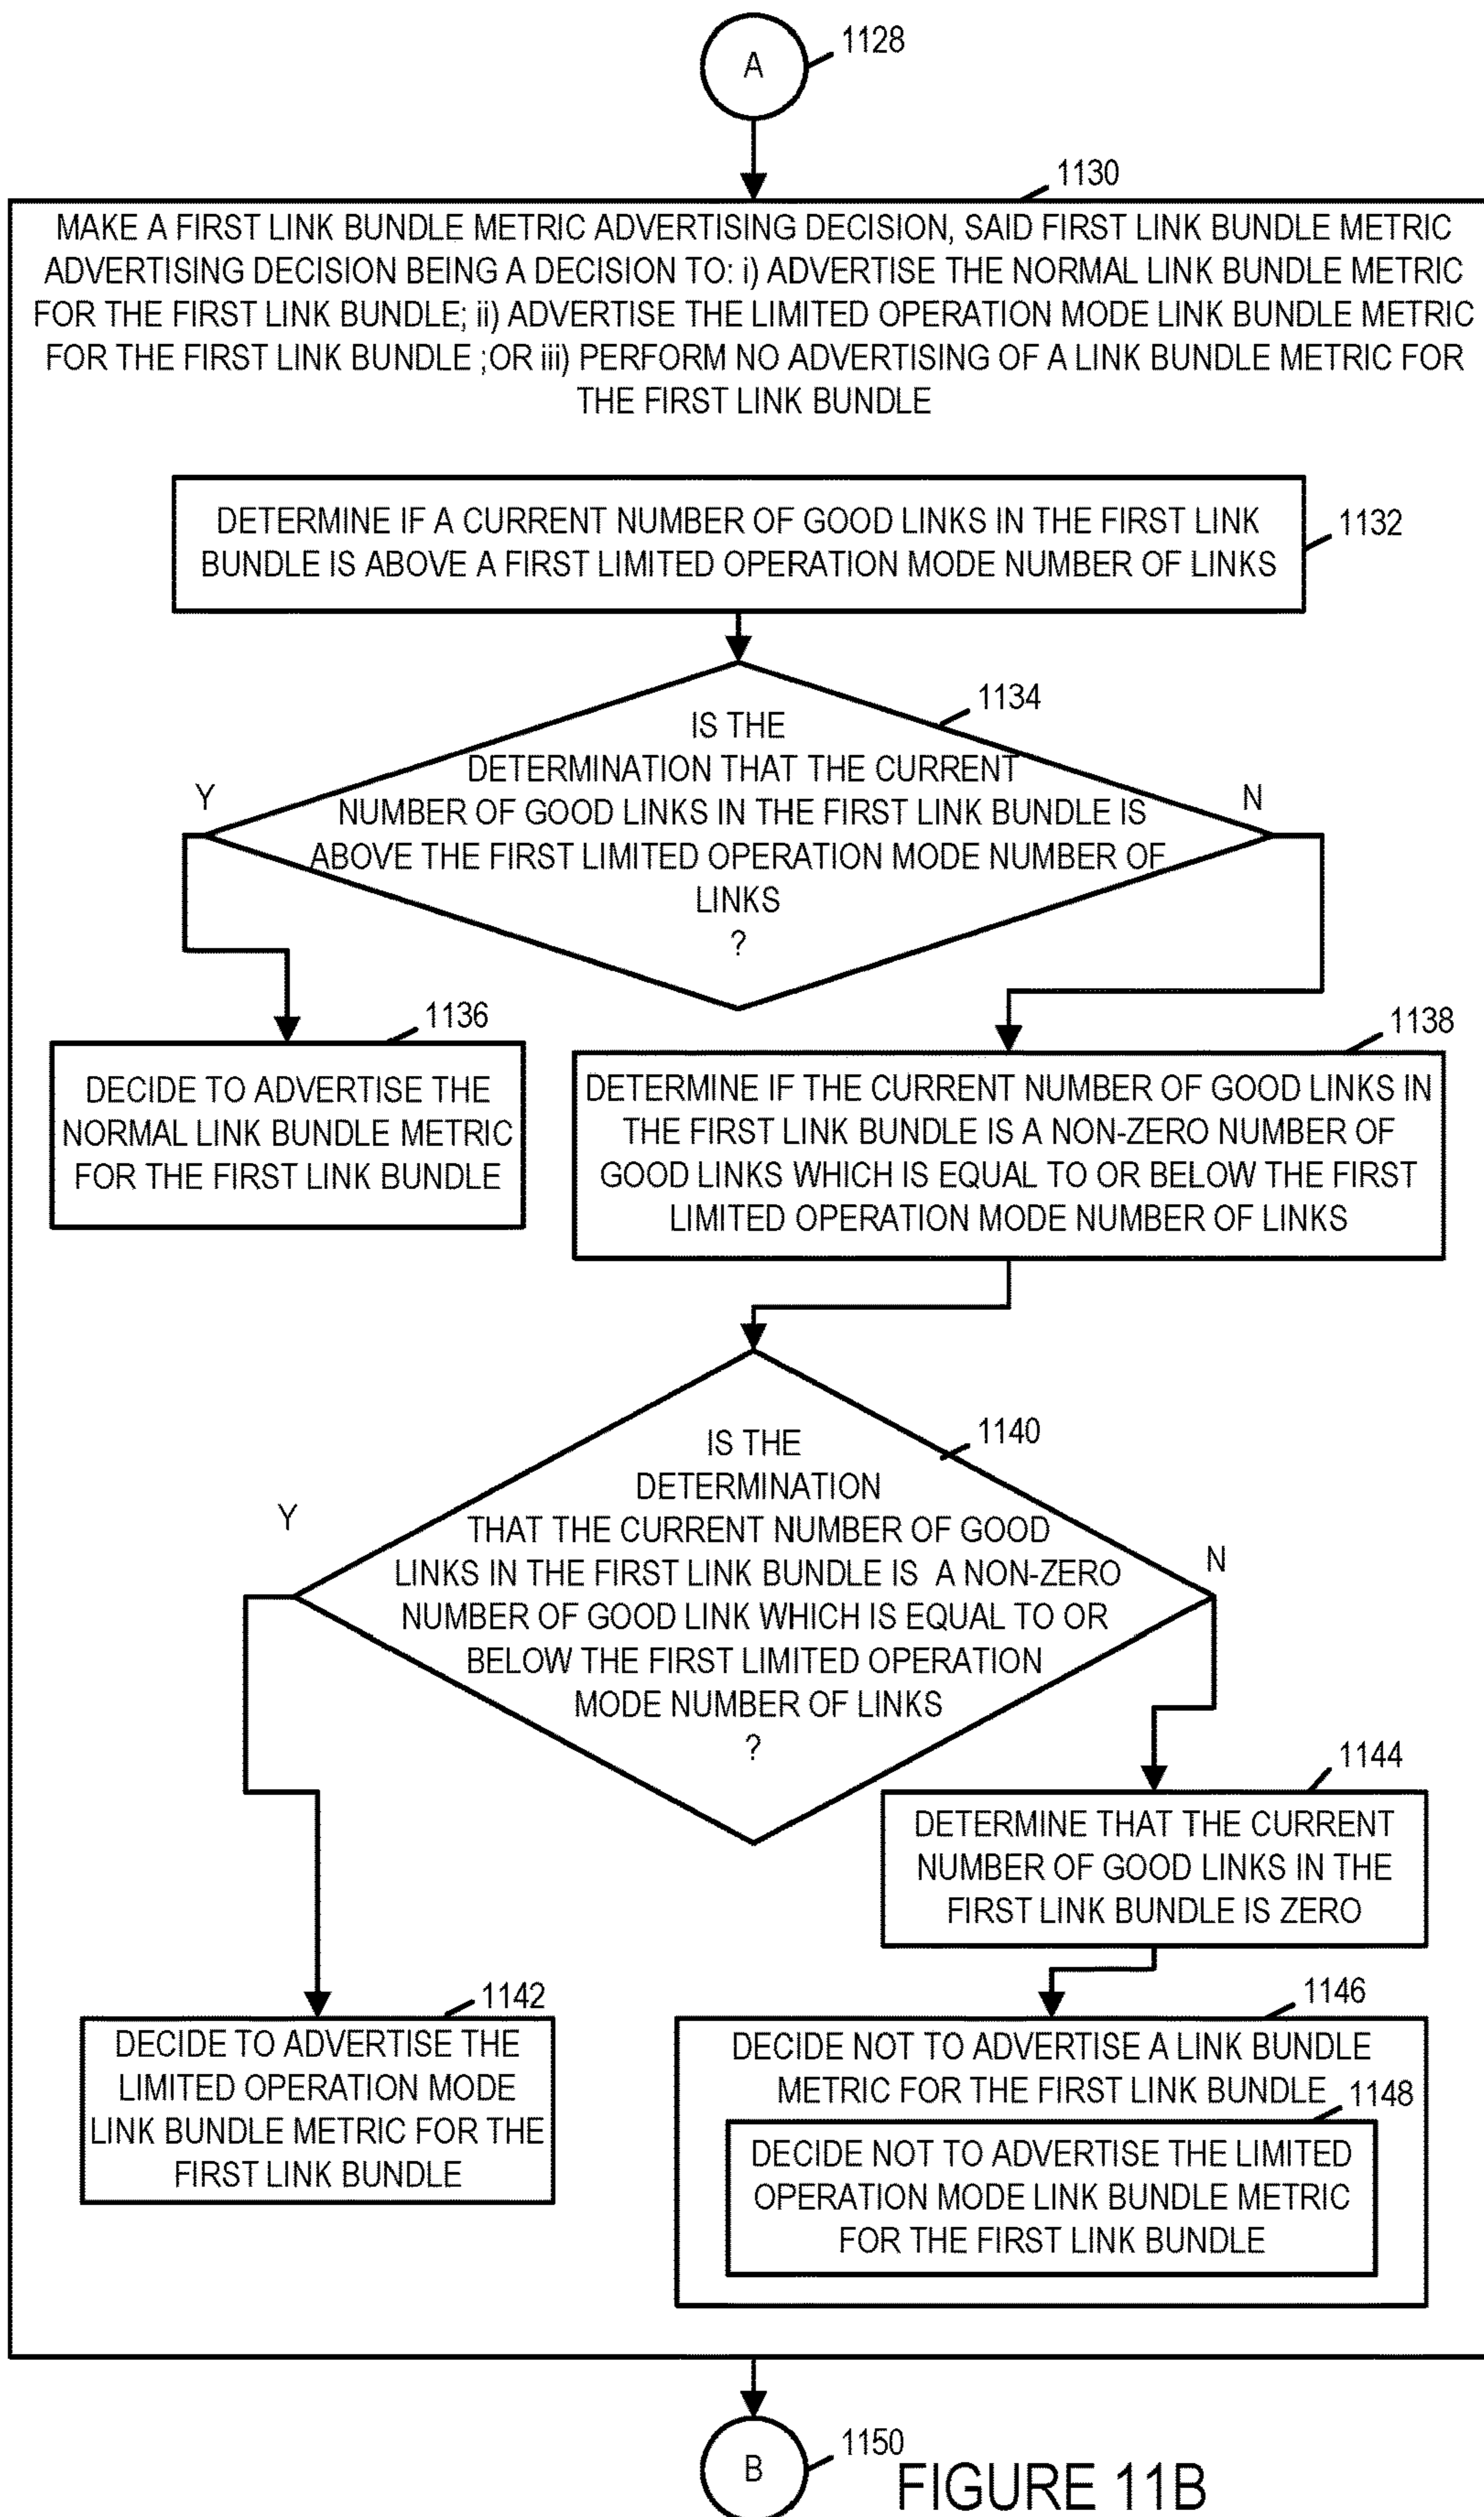 A
1128
1130
MAKE A FIRST LINK BUNDLE METRIC ADVERTISING DECISION, SAID FIRST LINK BUNDLE METRIC
ADVERTISING DECISION BEING A DECISION TO: i) ADVERTISE THE NORMAL LINK BUNDLE METRIC
FOR THE FIRST LINK BUNDLE; ii) ADVERTISE THE LIMITED OPERATION MODE LINK BUNDLE METRIC
FOR THE FIRST LINK BUNDLE ;OR iii) PERFORM NO ADVERTISING OF A LINK BUNDLE METRIC FOR
THE FIRST LINK BUNDLE
DETERMINE IF A CURRENT NUMBER OF GOOD LINKS IN THE FIRST LINK
BUNDLE IS ABOVE A FIRST LIMITED OPERATION MODE NUMBER OF LINKS
1132
1134
IS THE
DETERMINATION THAT THE CURRENT
NUMBER OF GOOD LINKS IN THE FIRST LINK BUNDLE IS
ABOVE THE FIRST LIMITED OPERATION MODE NUMBER OF
LINKS
?
Y
N
1136
DECIDE TO ADVERTISE THE
NORMAL LINK BUNDLE METRIC
FOR THE FIRST LINK BUNDLE
1138
DETERMINE IF THE CURRENT NUMBER OF GOOD LINKS IN
THE FIRST LINK BUNDLE IS A NON-ZERO NUMBER OF
GOOD LINKS WHICH IS EQUAL TO OR BELOW THE FIRST
LIMITED OPERATION MODE NUMBER OF LINKS
1140
IS THE
DETERMINATION
THAT THE CURRENT NUMBER OF GOOD
LINKS IN THE FIRST LINK BUNDLE IS A NON-ZERO
NUMBER OF GOOD LINK WHICH IS EQUAL TO OR
BELOW THE FIRST LIMITED OPERATION
MODE NUMBER OF LINKS
?
Y
N
1144
DETERMINE THAT THE CURRENT
NUMBER OF GOOD LINKS IN THE
FIRST LINK BUNDLE IS ZERO
1142
DECIDE TO ADVERTISE THE
LIMITED OPERATION MODE
LINK BUNDLE METRIC FOR THE
FIRST LINK BUNDLE
1146
DECIDE NOT TO ADVERTISE A LINK BUNDLE
METRIC FOR THE FIRST LINK BUNDLE
1148
DECIDE NOT TO ADVERTISE THE LIMITED
OPERATION MODE LINK BUNDLE METRIC
FOR THE FIRST LINK BUNDLE
B
1150
FIGURE 11B